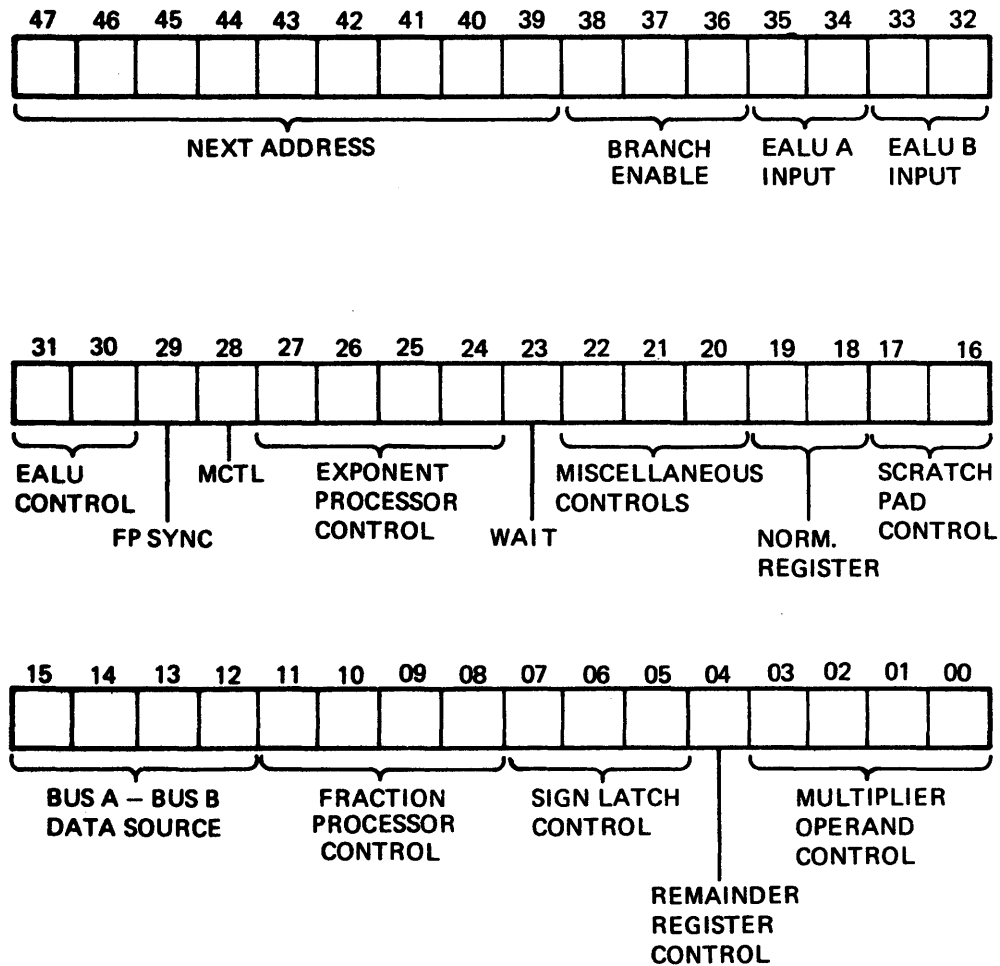 47 46 45 44 43 42 41 40 39 38 37 36 35 34 33 32
NEXT ADDRESS
BRANCH
ENABLE
EALU A
INPUT
EALU B
INPUT
31 30 29 28 27 26 25 24 23 22 21 20 19 18 17 16
EALU
CONTROL
FP SYNC
MCTL
EXPONENT
PROCESSOR
CONTROL
WAIT
MISCELLANEOUS
CONTROLS
NORM.
REGISTER
SCRATCH
PAD
CONTROL
15 14 13 12 11 10 09 08 07 06 05 04 03 02 01 00
BUS A – BUS B
DATA SOURCE
FRACTION
PROCESSOR
CONTROL
SIGN LATCH
CONTROL
REMAINDER
REGISTER
CONTROL
MULTIPLIER
OPERAND
CONTROL